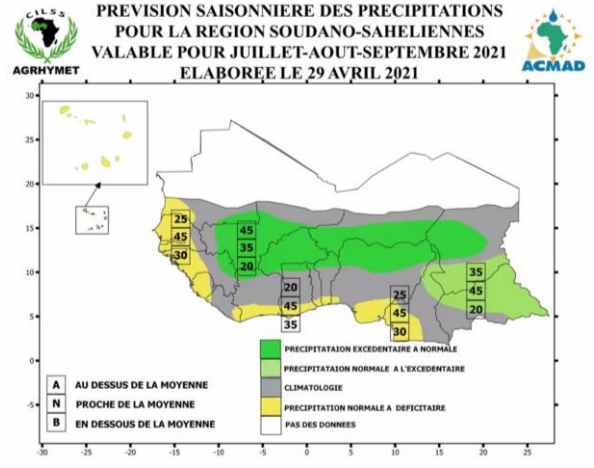 CILSS
AGRHYMET
PREVISION SAISONNIERE DES PRECIPITATIONS
POUR LA REGION SOUDANO-SAHELIENNES
VALABLE POUR JUILLET-AOUT-SEPTEMBRE 2021
ELABOREE LE 29 AVRIL 2021
ACMAD
30
25
20
15
10
5
0
-5
25
45
30
45
35
20
20
45
35
25
45
30
35
45
20
A AU DESSUS DE LA MOYENNE
N PROCHE DE LA MOYENNE
B EN DESSOUS DE LA MOYENNE
PRECIPITATAION EXCEDENTAIRE A NORMALE
PRECIPITATION NORMALE A L'EXCEDENTAIRE
CLIMATOLOGIE
PRECIPITATION NORMALE A DEFICITAIRE
PAS DES DONNEES
-30 -25 -20 -15 -10 -5 0 5 10 15 20 25